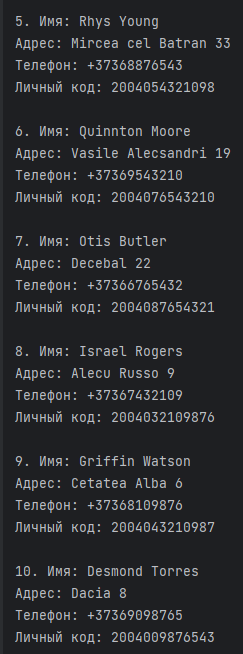 5. Имя: Rhys Young
Адрес: Mircea cel Batran 33
Телефон: +37368876543
Личный код: 2004054321098
6. Имя: Quinnton Moore
Адрес: Vasile Alecsandri 19
Телефон: +37369543210
Личный код: 2004076543210
7. Имя: Otis Butler
Адрес: Decebal 22
Телефон: +37366765432
Личный код: 2004087654321
8. Имя: Israel Rogers
Адрес: Alecu Russo 9
Телефон: +37367432109
Личный код: 2004032109876
9. Имя: Griffin Watson
Адрес: Cetatea Alba 6
Телефон: +37368109876
Личный код: 2004043210987
10. Имя: Desmond Torres
Адрес: Dacia 8
Телефон: +37369098765
Личный код: 2004009876543